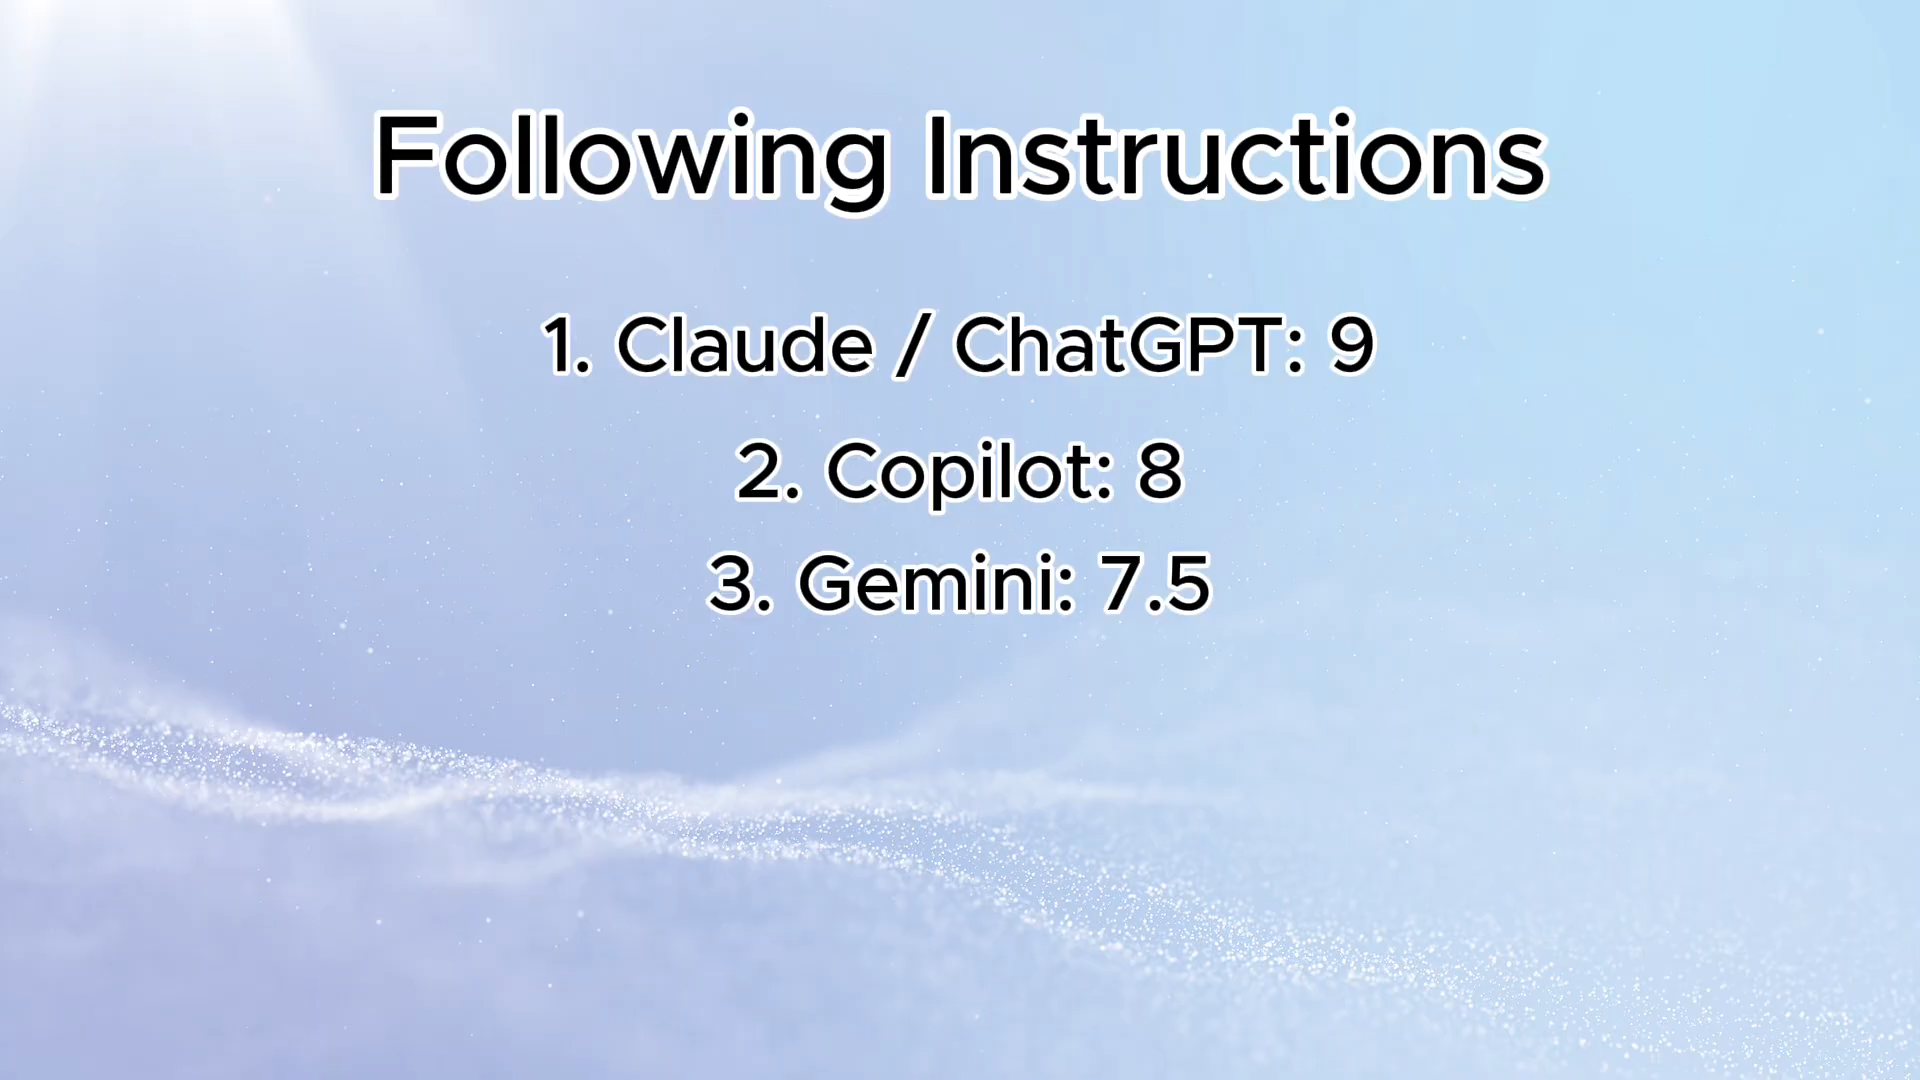 Following Instructions
1. Claude / ChatGPT: 9
2. Copilot: 8
3. Gemini: 7.5